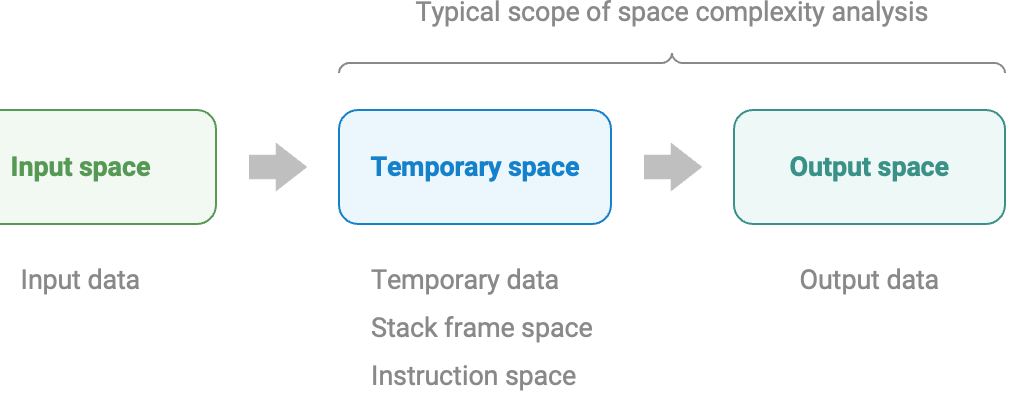 Typical scope of space complexity analysis
Input space
Temporary space
Output space
Input data
Temporary data
Output data
Stack frame space
Instruction space